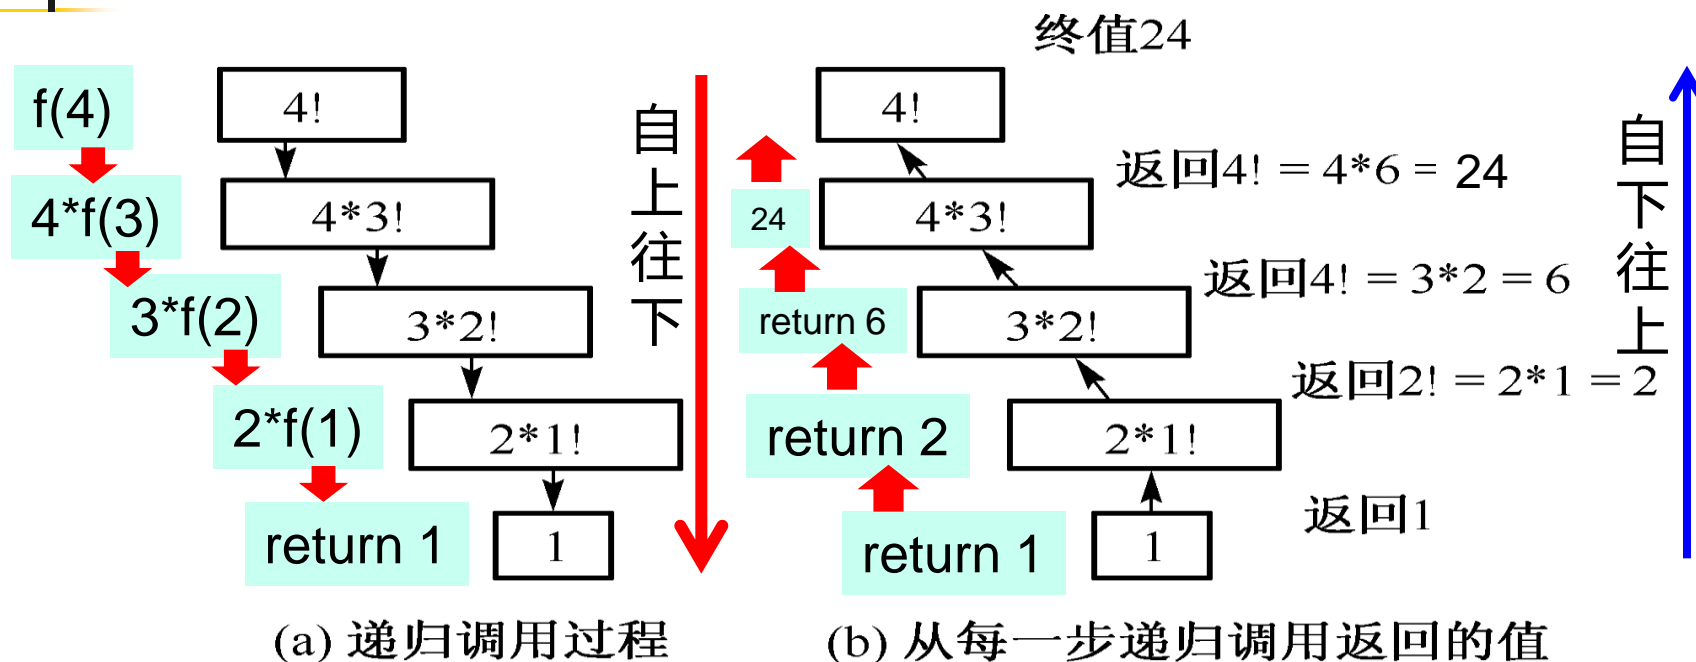 终值24
f(4)
4!
4*f(3)
4*3!
3*f(2)
3*2!
2*f(1)
2*1!
return 1
1
自上往下
4!
返回4! = 4*6 = 24
24
4*3!
返回4! = 3*2 = 6
return 6
3*2!
返回2! = 2*1 = 2
return 2
2*1!
返回1
return 1
1
自下往上
(a) 递归调用过程
(b) 从每一步递归调用返回的值